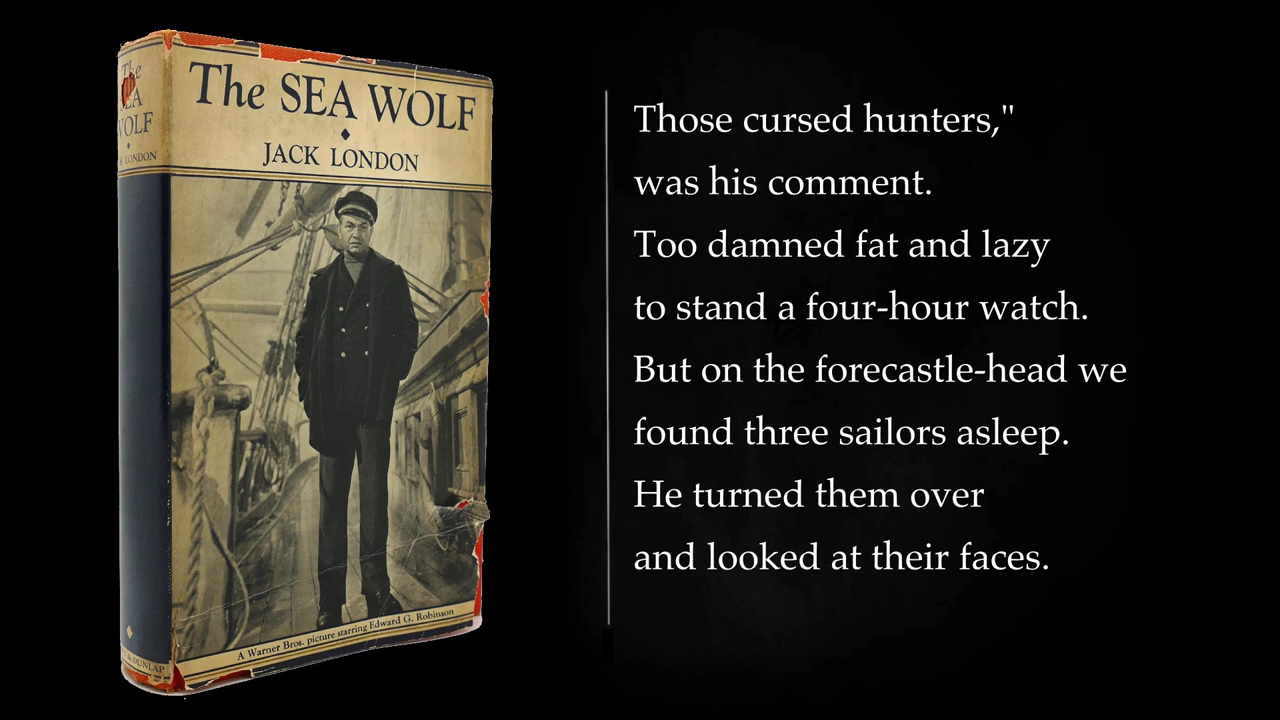 The
SEA
WOLF
LONDON
DUNLAP
The SEA WOLF
JACK LONDON
A Warner Bros. picture starring Edward G. Robinson
Those cursed hunters,"
was his comment.
Too damned fat and lazy
to stand a four-hour watch.
But on the forecastle-head we
found three sailors asleep.
He turned them over
and looked at their faces.